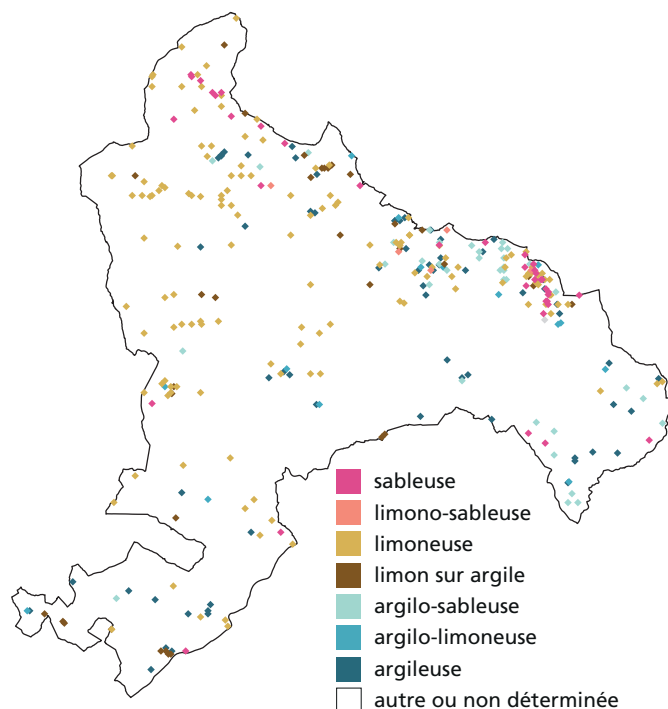 sableuse
limono-sableuse
limoneuse
limon sur argile
argilo-sableuse
argilo-limoneuse
argileuse
autre ou non déterminée